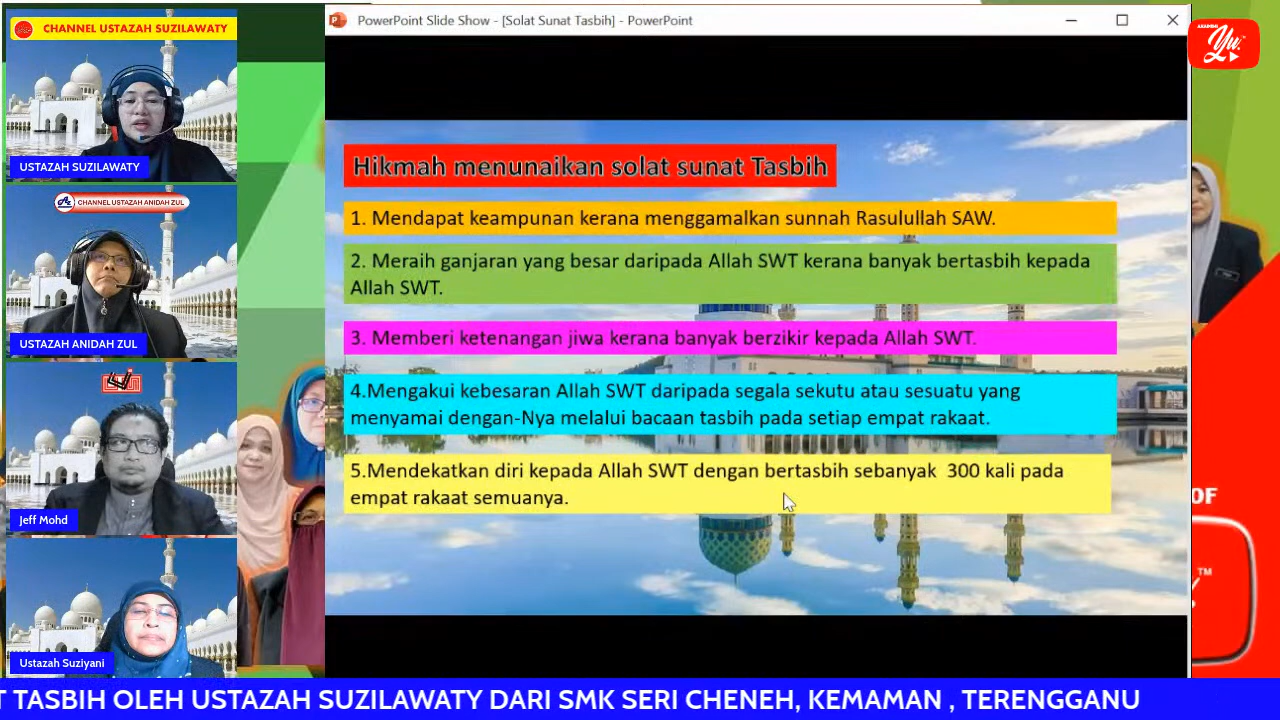 CHANNEL USTAZAH SUZILAWATY
USTAZAH SUZILAWATY
CHANNEL USTAZAH ANIDAH ZUL
USTAZAH ANIDAH ZUL
Jeff Mohd
Ustazah Suziyani
PowerPoint Slide Show - [Solat Sunat Tasbih] - PowerPoint
Hikmah menunaikan solat sunat Tasbih
1. Mendapat keampunan kerana menggamalkan sunnah Rasulullah SAW.
2. Meraih ganjaran yang besar daripada Allah SWT kerana banyak bertasbih kepada
Allah SWT.
3. Memberi ketenangan jiwa kerana banyak berzikir kepada Allah SWT.
4.Mengakui kebesaran Allah SWT daripada segala sekutu atau sesuatu yang
menyamai dengan-Nya melalui bacaan tasbih pada setiap empat rakaat.
5.Mendekatkan diri kepada Allah SWT dengan bertasbih sebanyak 300 kali pada
empat rakaat semuanya.
OF
TM
T TASBIH OLEH USTAZAH SUZILAWATY DARI SMK SERI CHENEH, KEMAMAN , TERENGGANU